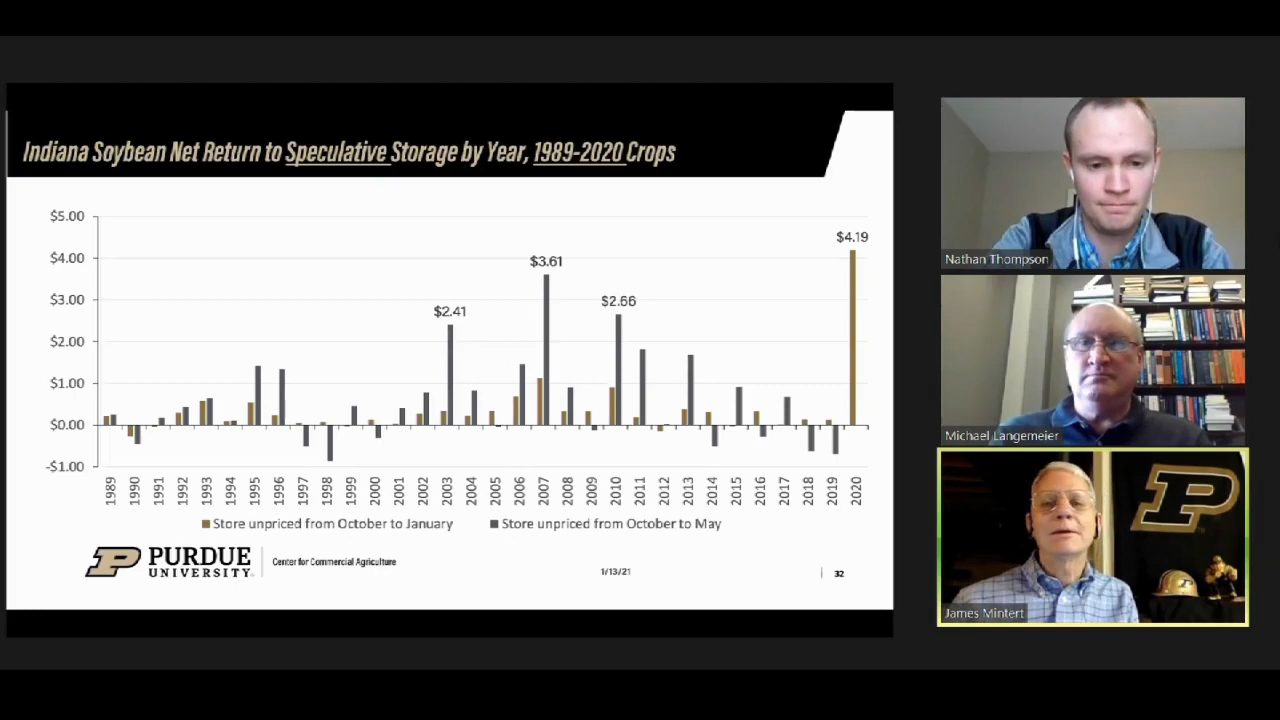 Indiana Soybean Net Return to Speculative Storage by Year, 1989-2020 Crops
$5.00
$4.00
$3.00
$2.00
$1.00
$0.00
-$1.00
$2.41
$3.61
$2.66
$4.19
1989 1990 1991 1992 1993 1994 1995 1996 1997 1998 1999 2000 2001 2002 2003 2004 2005 2006 2007 2008 2009 2010 2011 2012 2013 2014 2015 2016 2017 2018 2019 2020
Store unpriced from October to January Store unpriced from October to May
P PURDUE UNIVERSITY Center for Commercial Agriculture
1/13/21
32
Nathan Thompson
Michael Langemeier
P
P
James Mintert